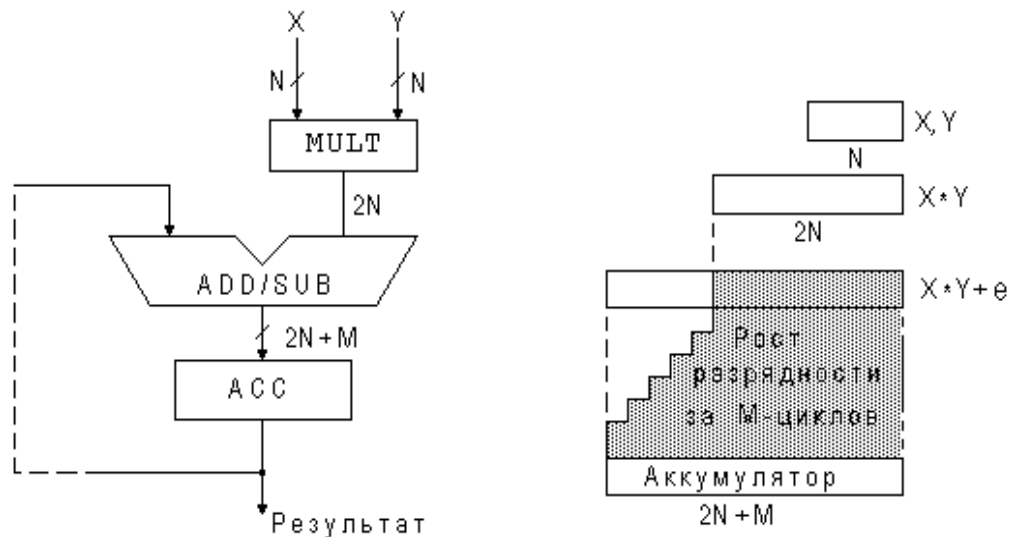 X Y
N N
MULT
2N
ADD/SUB
2N+M
ACC
Результат
X,Y
N
X*Y
2N
X*Y+e
Рост
разрядности
за М-циклов
Аккумулятор
2N+M